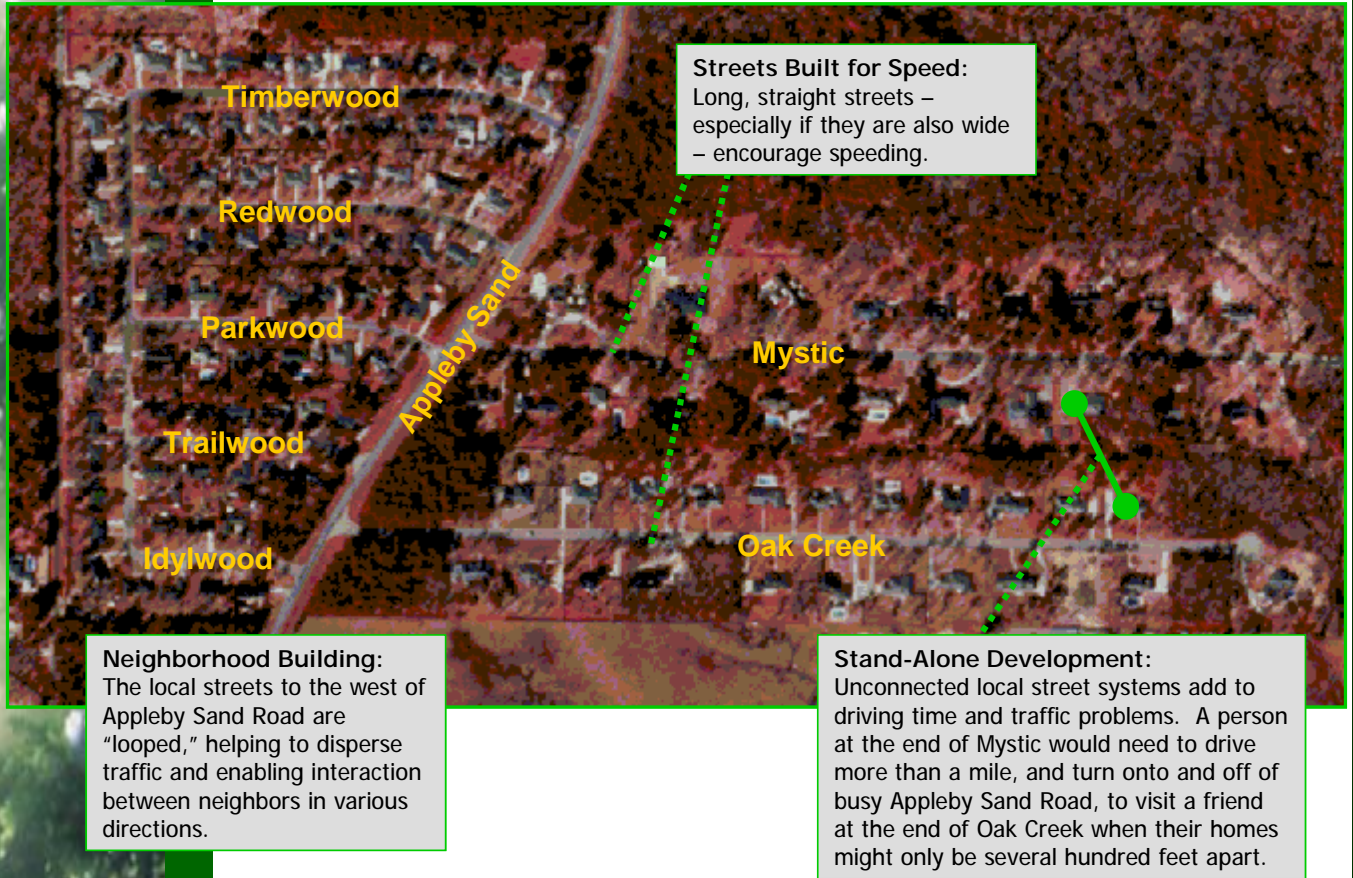 Timberwood
Redwood
Parkwood
Trailwood
Idylwood
Appleby Sand
Mystic
Oak Creek
Streets Built for Speed:
Long, straight streets –
especially if they are also wide
– encourage speeding.
Neighborhood Building:
The local streets to the west of
Appleby Sand Road are
“looped,” helping to disperse
traffic and enabling interaction
between neighbors in various
directions.
Stand-Alone Development:
Unconnected local street systems add to
driving time and traffic problems.  A person
at the end of Mystic would need to drive
more than a mile, and turn onto and off of
busy Appleby Sand Road, to visit a friend
at the end of Oak Creek when their homes
might only be several hundred feet apart.